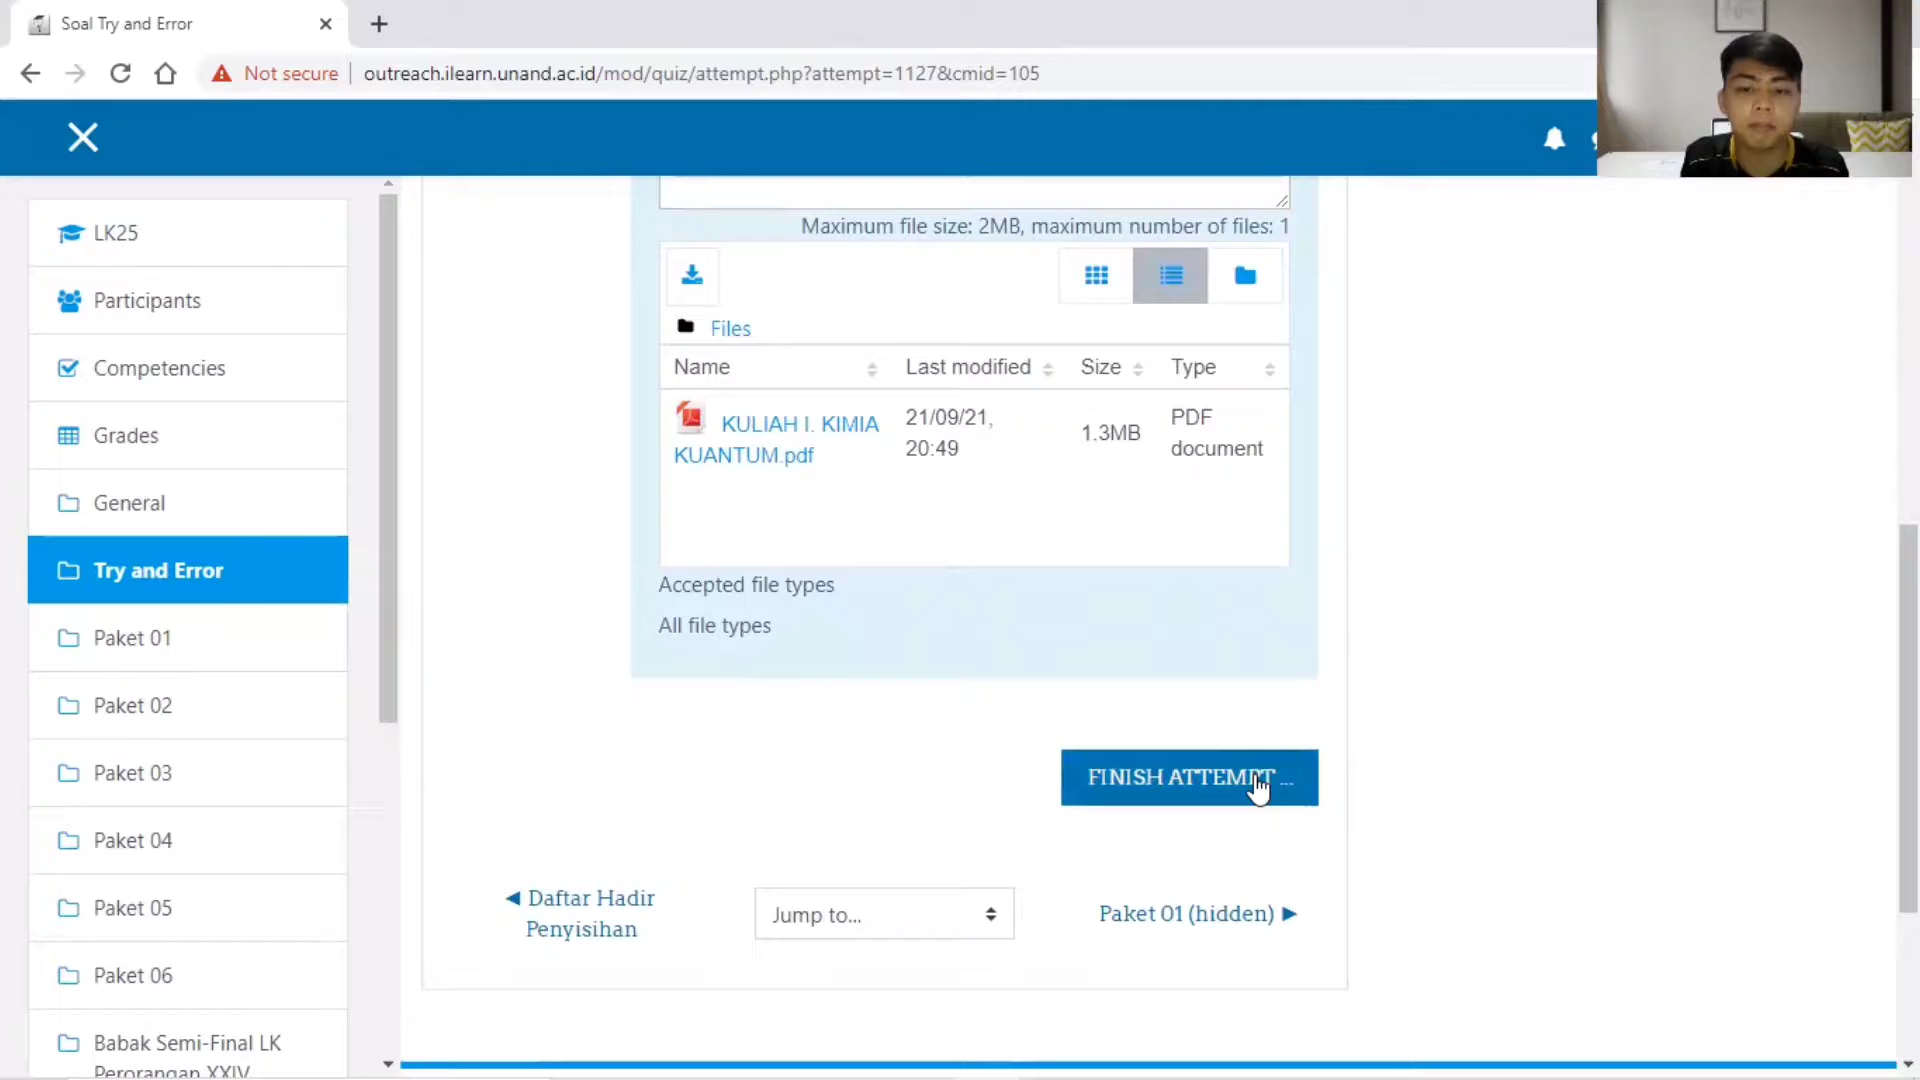 Soal Try and Error
Not secure
outreach.ilearn.unand.ac.id/mod/quiz/attempt.php?attempt=1127&cmid=105
LK25
Participants
Competencies
Grades
General
Try and Error
Paket 01
Paket 02
Paket 03
Paket 04
Paket 05
Paket 06
Babak Semi-Final LK
Perorangan XXIV
Maximum file size: 2MB, maximum number of files: 1
Files
Name Last modified Size Type
KULIAH I. KIMIA
KUANTUM.pdf
21/09/21,
20:49
1.3MB
PDF
document
Accepted file types
All file types
FINISH ATTEMPT ...
◀ Daftar Hadir
Penyisihan
Jump to...
Paket 01 (hidden) ▶